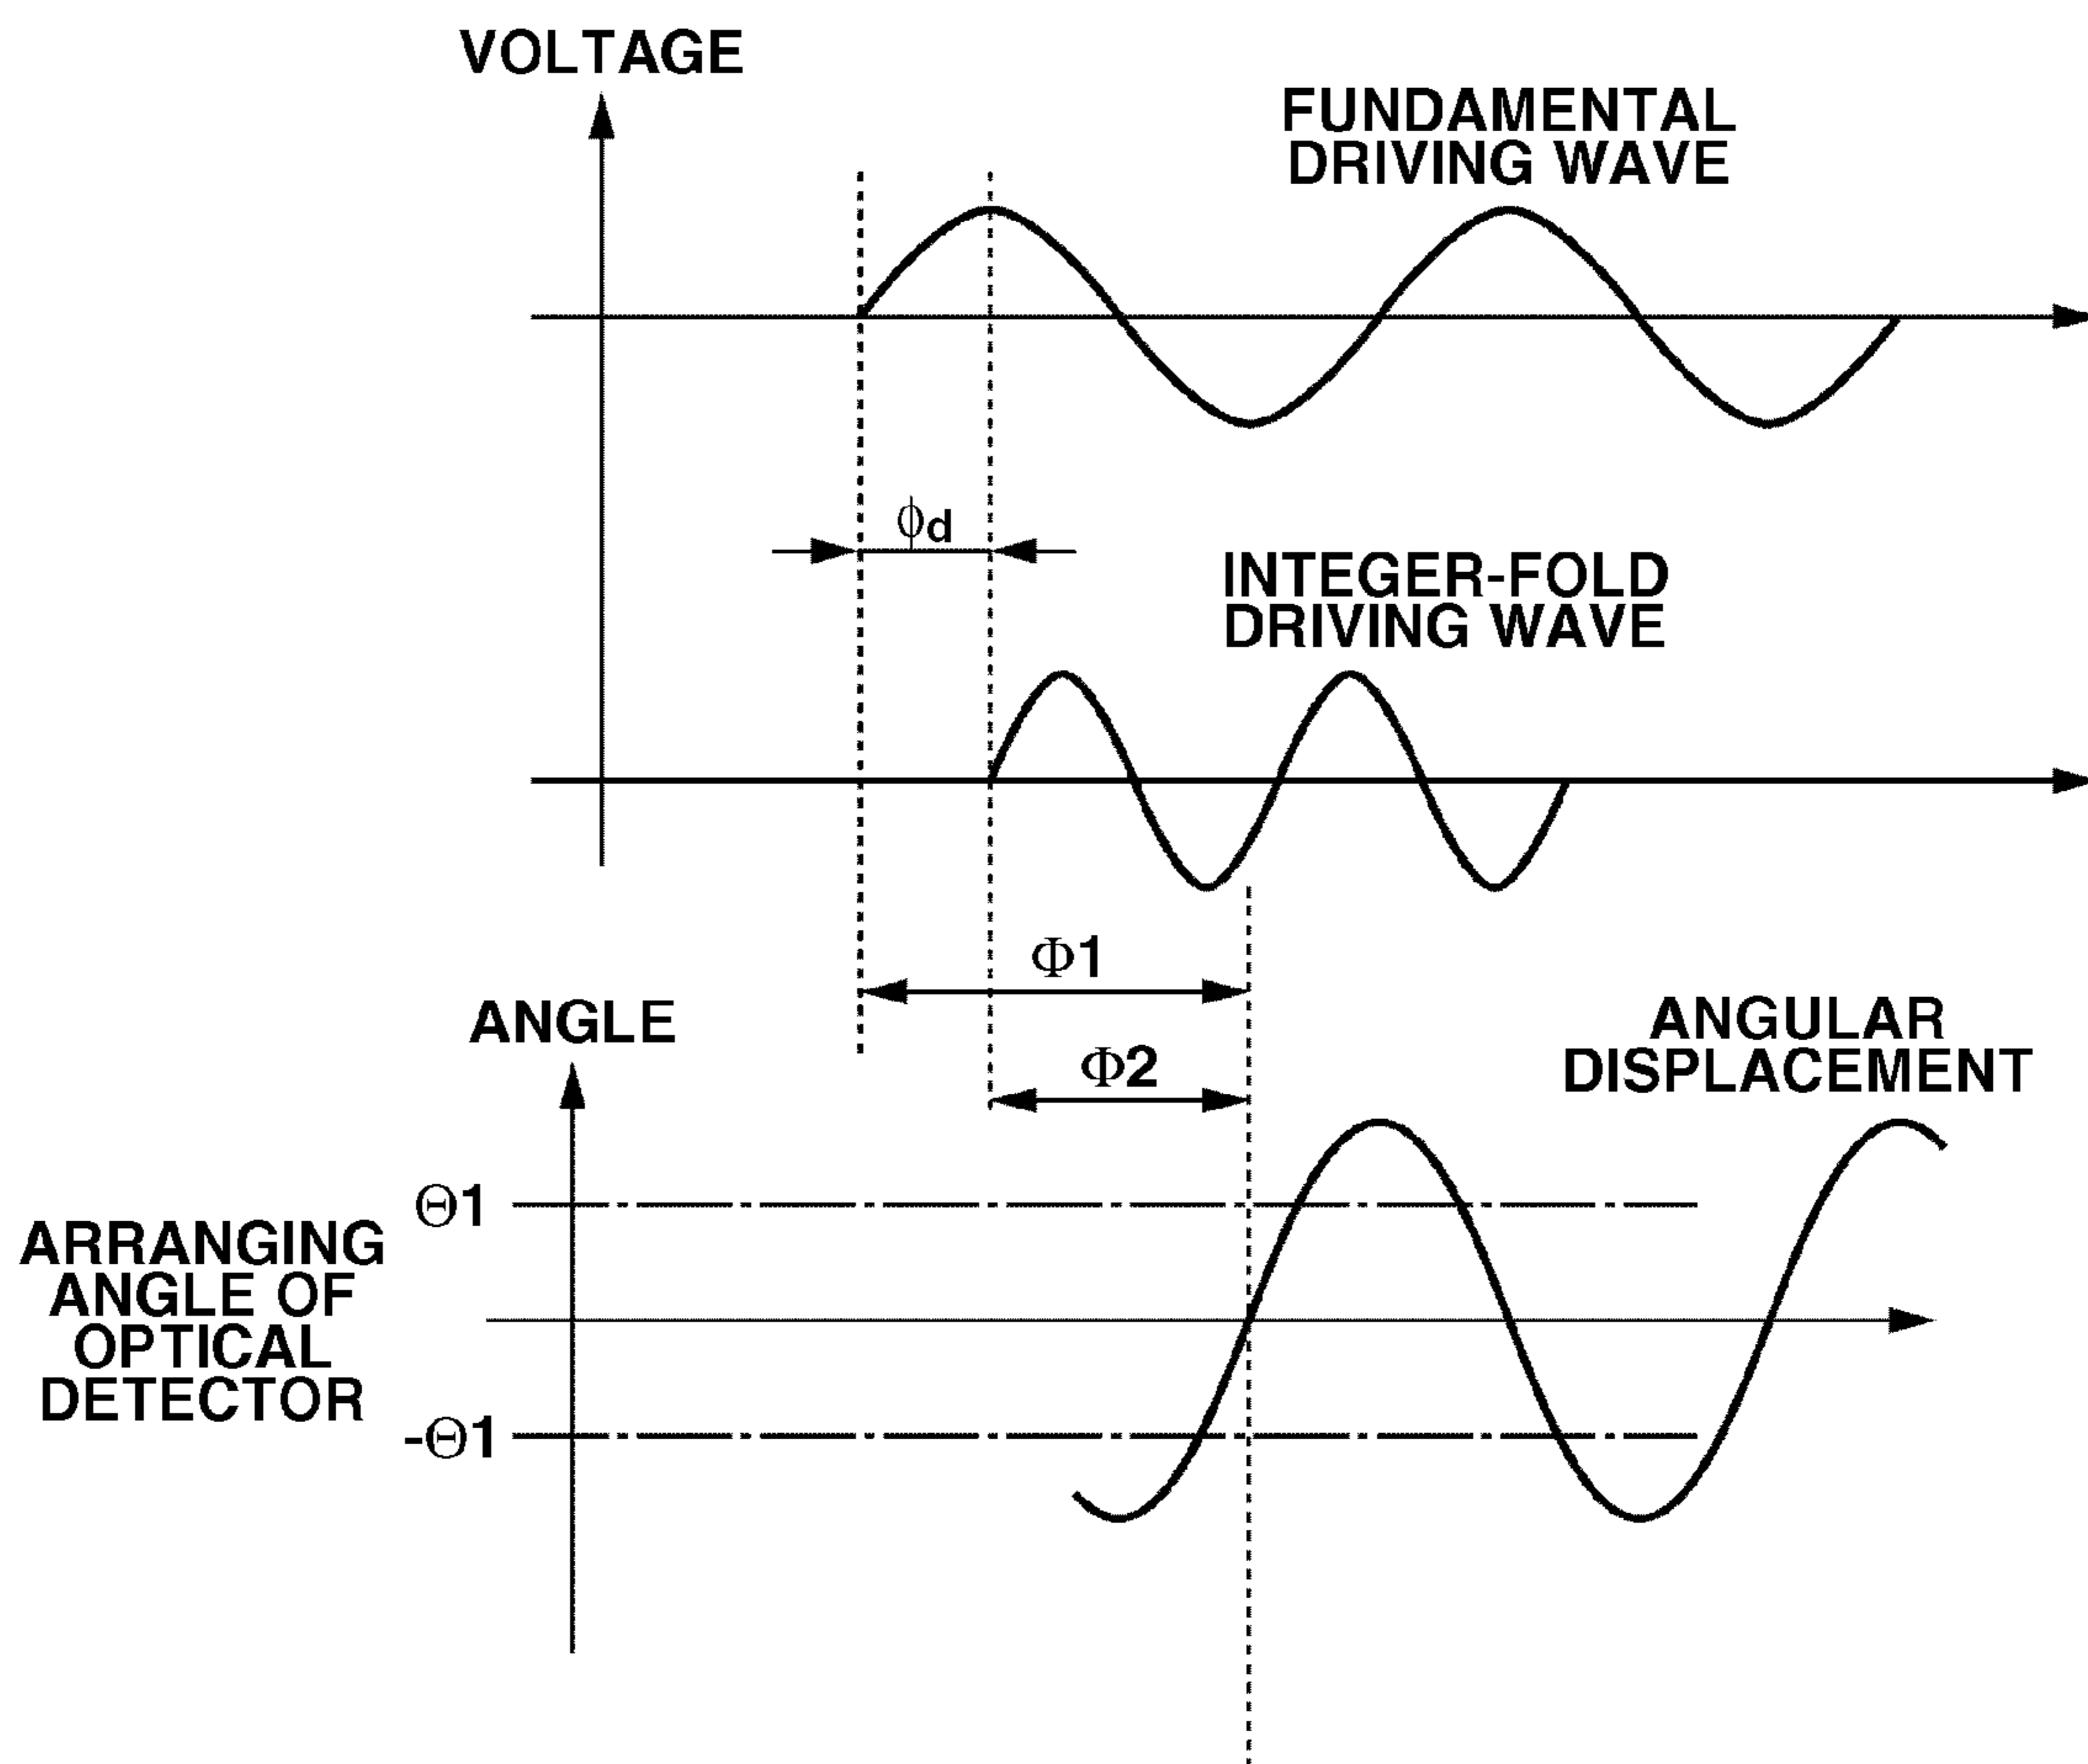 VOLTAGE
FUNDAMENTAL
DRIVING WAVE
ϕd
INTEGER-FOLD
DRIVING WAVE
Φ1
ANGLE
Φ2
ANGULAR
DISPLACEMENT
Θ1
ARRANGING
ANGLE OF
OPTICAL
DETECTOR
-Θ1